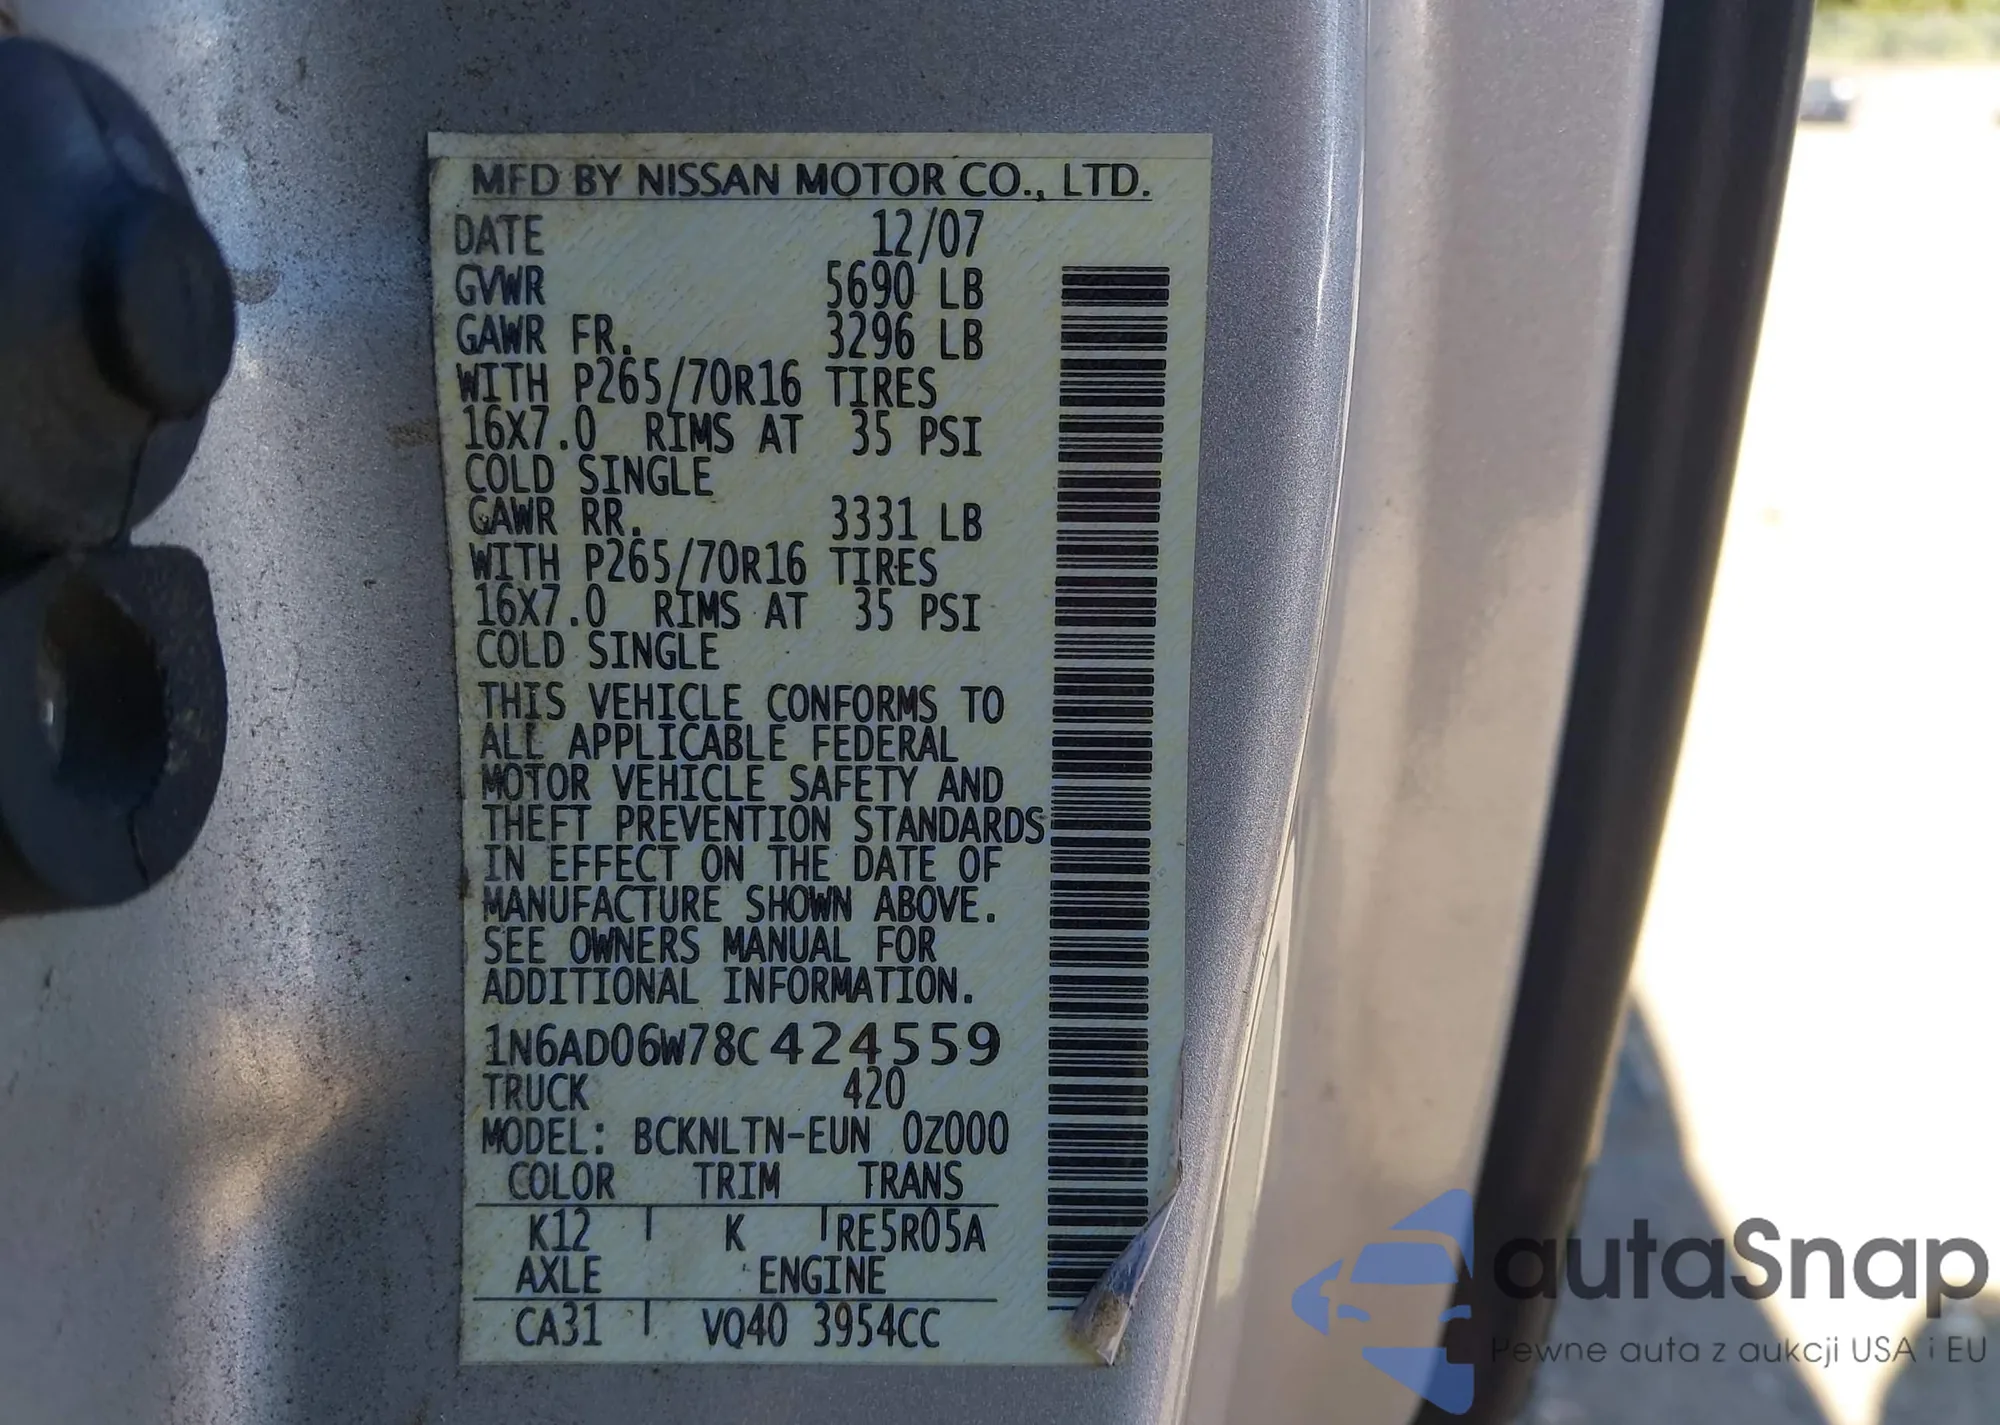 MFD BY NISSAN MOTOR CO., LTD.
DATE 12/07
GVWR 5690 LB
GAWR FR. 3296 LB
WITH P265/70R16 TIRES
16X7.0 RIMS AT 35 PSI
COLD SINGLE
GAWR RR. 3331 LB
WITH P265/70R16 TIRES
16X7.0 RIMS AT 35 PSI
COLD SINGLE
THIS VEHICLE CONFORMS TO
ALL APPLICABLE FEDERAL
MOTOR VEHICLE SAFETY AND
THEFT PREVENTION STANDARDS
IN EFFECT ON THE DATE OF
MANUFACTURE SHOWN ABOVE.
SEE OWNERS MANUAL FOR
ADDITIONAL INFORMATION.
1N6AD06W78C424559
TRUCK 420
MODEL: BCKNLTN-EUN 0Z000
COLOR TRIM TRANS
K12 K RE5R05A
AXLE ENGINE
CA31 VQ40 3954CC
autaSnap
Pewne auta z aukcji USA i EU